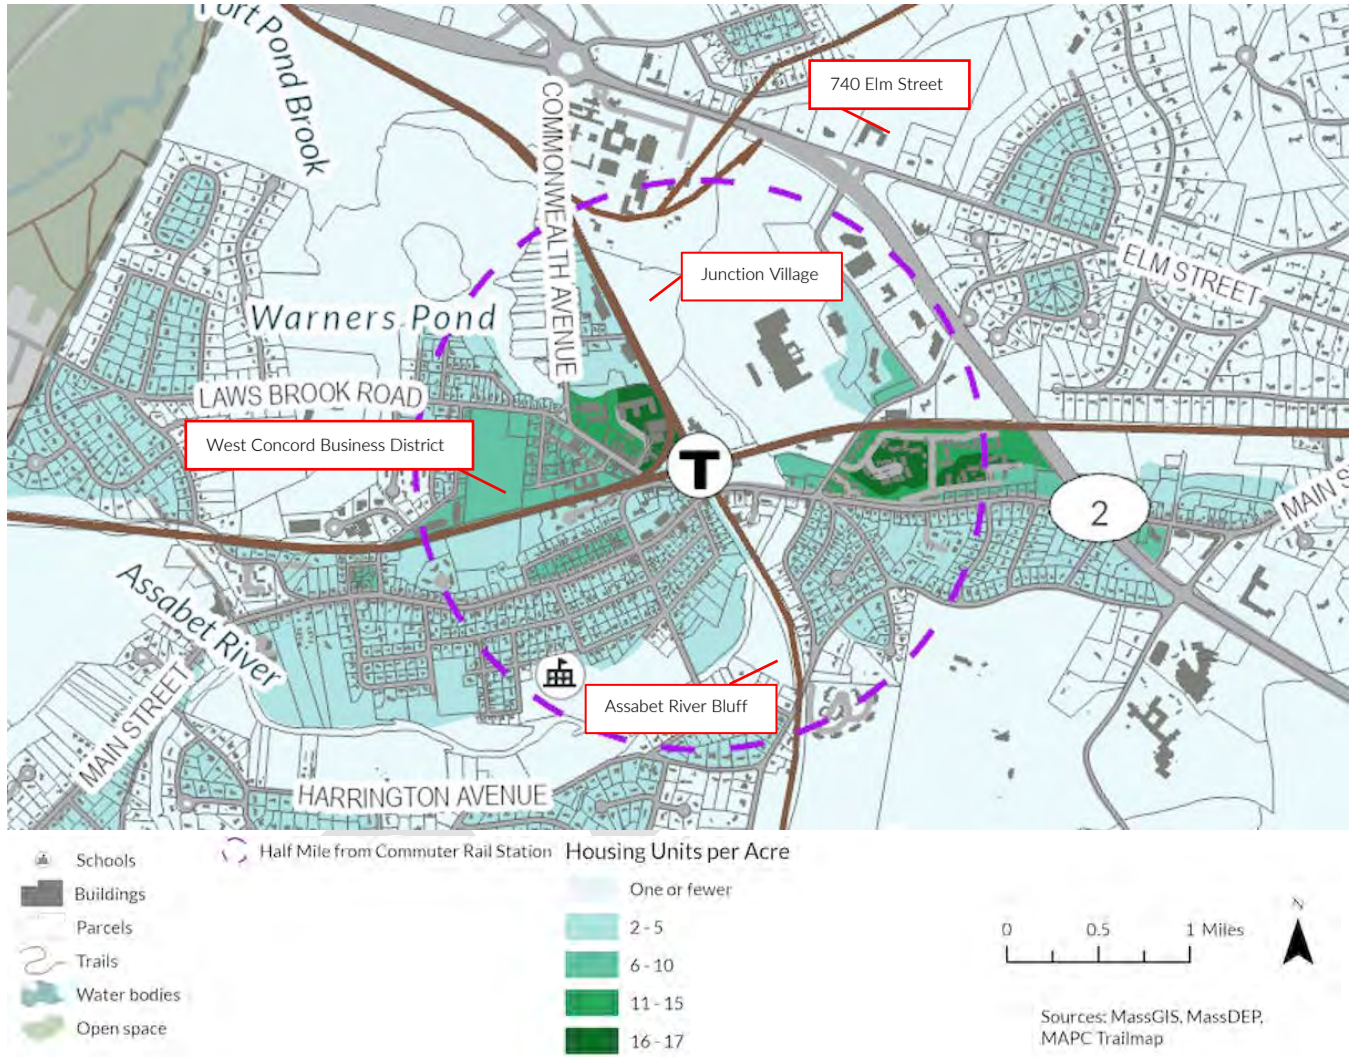 Fort Pond Brook
740 Elm Street
COMMONWEALTH AVENUE
ELM STREET
Junction Village
Warners Pond
LAWS BROOK ROAD
West Concord Business District
T
2
MAIN S
Assabet River
Assabet River Bluff
MAIN STREET
HARRINGTON AVENUE
Schools
Buildings
Parcels
Trails
Water bodies
Open space
Half Mile from Commuter Rail Station
Housing Units per Acre
One or fewer
2 - 5
6 - 10
11 - 15
16 - 17
0 0.5 1 Miles
N
Sources: MassGIS, MassDEP,
MAPC Trailmap